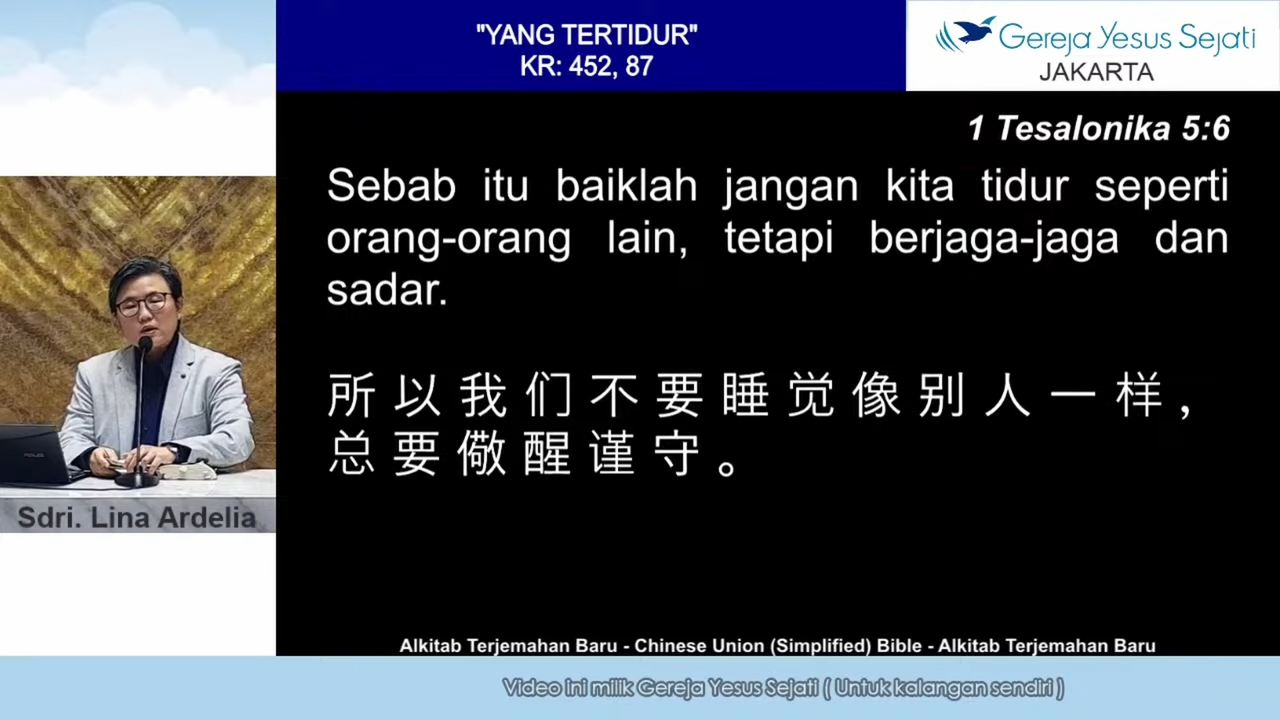 "YANG TERTIDUR"
KR: 452, 87
Gereja Yesus Sejati
JAKARTA
1 Tesalonika 5:6
Sebab itu baiklah jangan kita tidur seperti
orang-orang lain, tetapi berjaga-jaga dan
sadar.
所以我们不要睡觉像别人一样，
总要儆醒谨守。
Sdri. Lina Ardelia
Alkitab Terjemahan Baru - Chinese Union (Simplified) Bible - Alkitab Terjemahan Baru
Video ini milik Gereja Yesus Sejati ( Untuk kalangan sendiri )